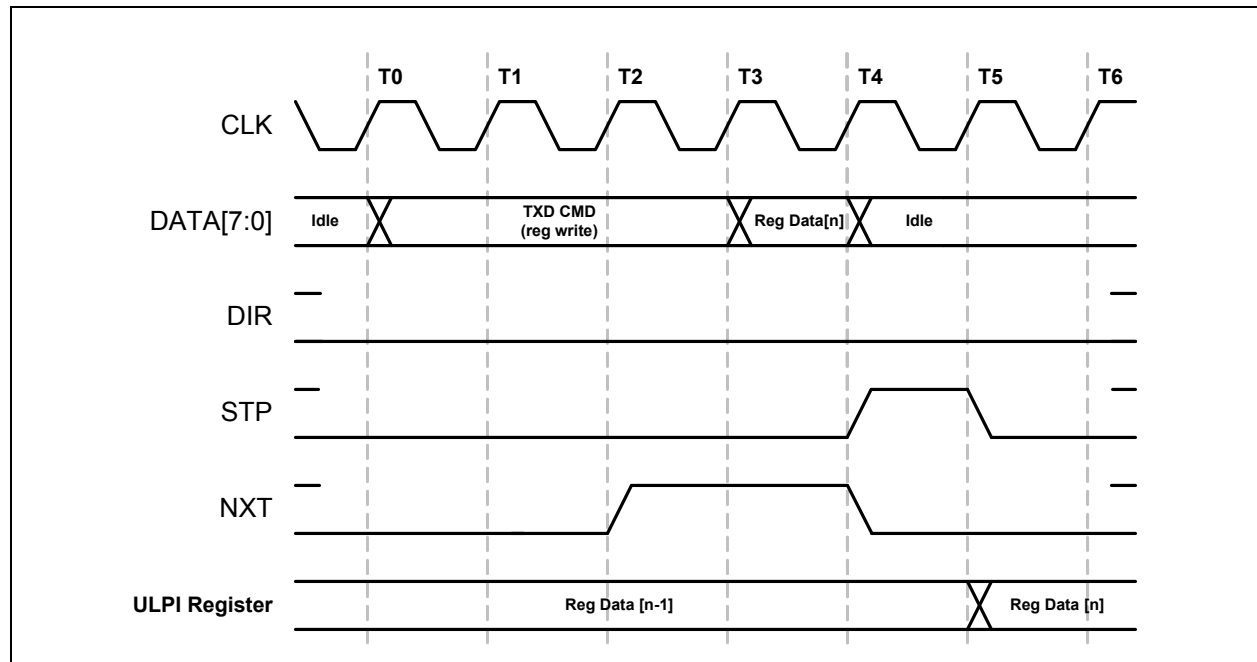 T0 T1 T2 T3 T4 T5 T6
CLK
DATA[7:0] Idle TXD CMD Reg Data[n] Idle
(reg write)
DIR
STP
NXT
ULPI Register Reg Data [n-1] Reg Data [n]